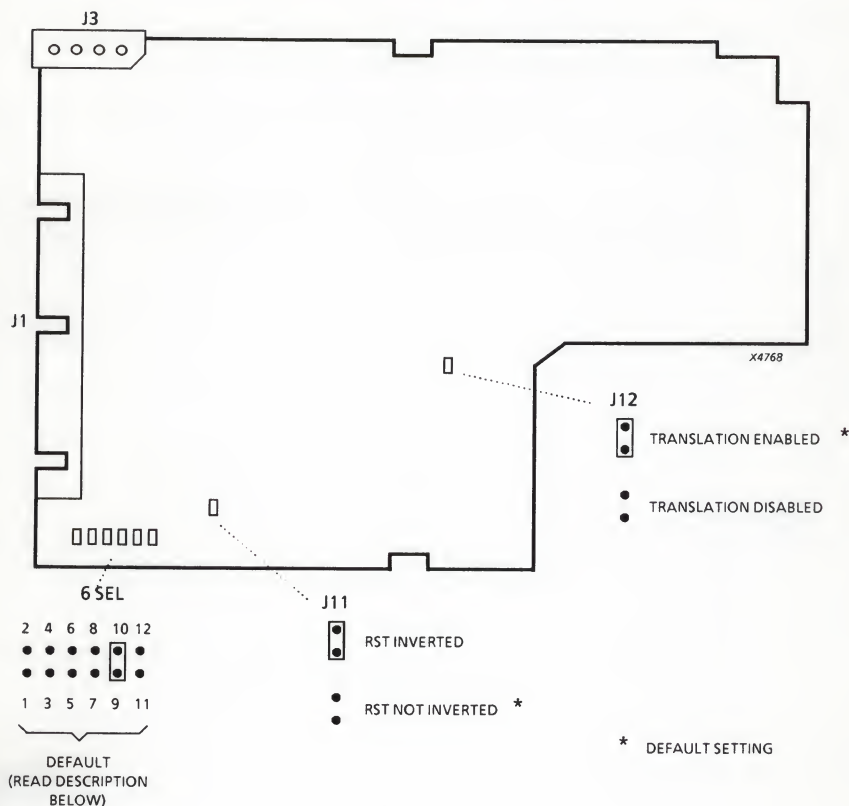 J3
J1
X4768
J12
TRANSLATION ENABLED *
TRANSLATION DISABLED
6 SEL
2 4 6 8 10 12
1 3 5 7 9 11
DEFAULT
(READ DESCRIPTION
BELOW)
J11
RST INVERTED
RST NOT INVERTED *
* DEFAULT SETTING